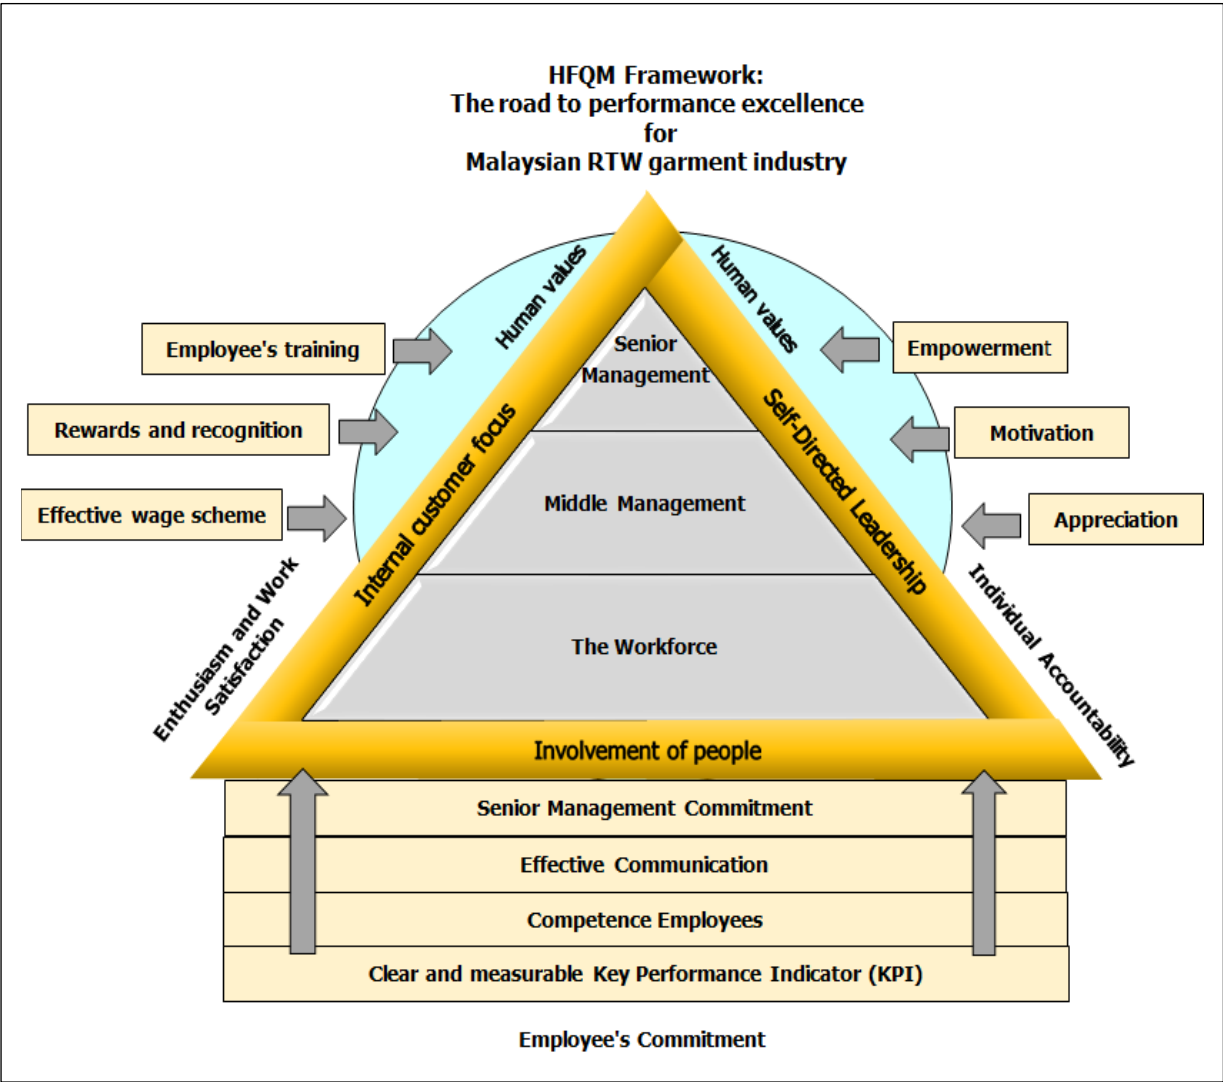 HFQM Framework:
The road to performance excellence
for
Malaysian RTW garment industry
Human values
Human values
Employee's training
Senior
Management
Empowerment
Rewards and recognition
Internal customer focus
Self-Directed Leadership
Motivation
Effective wage scheme
Middle Management
Appreciation
Enthusiasm and Work
Satisfaction
Individual Accountability
The Workforce
Involvement of people
Senior Management Commitment
Effective Communication
Competence Employees
Clear and measurable Key Performance Indicator (KPI)
Employee's Commitment